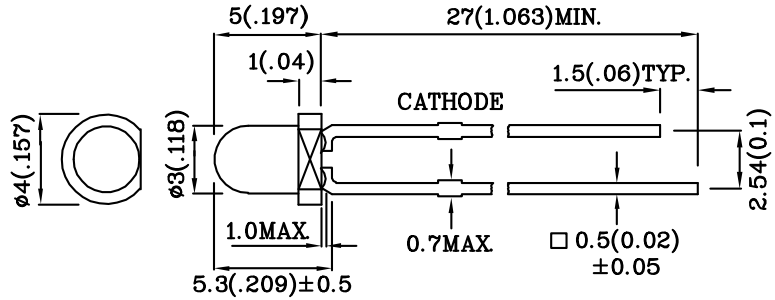 5(.197)
27(1.063)MIN.
1(.04)
1.5(.06)TYP.
CATHODE
ø4(.157)
ø3(.118)
2.54(0.1)
1.0MAX.
0.7MAX.
□ 0.5(0.02)
±0.05
5.3(.209)±0.5